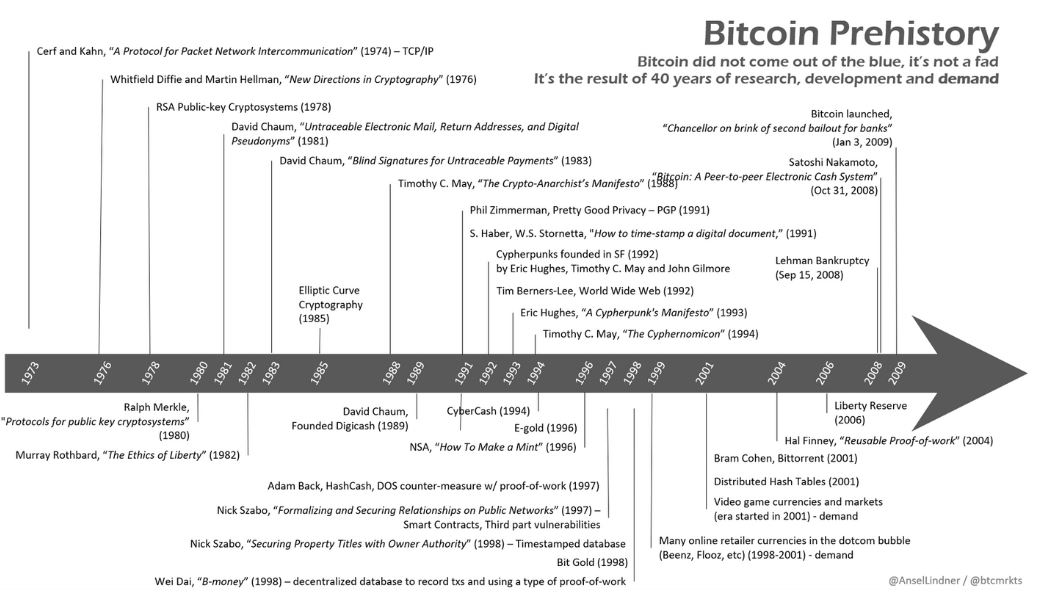 Bitcoin Prehistory
Bitcoin did not come out of the blue, it's not a fad
It's the result of 40 years of research, development and demand
Cerf and Kahn, "A Protocol for Packet Network Intercommunication" (1974) – TCP/IP
Whitfield Diffie and Martin Hellman, "New Directions in Cryptography" (1976)
RSA Public-key Cryptosystems (1978)
David Chaum, "Untraceable Electronic Mail, Return Addresses, and Digital
Pseudonyms" (1981)
David Chaum, "Blind Signatures for Untraceable Payments" (1983)
Timothy C. May, "The Crypto-Anarchist's Manifesto" (1988)
Bitcoin launched,
"Chancellor on brink of second bailout for banks"
(Jan 3, 2009)
Satoshi Nakamoto,
"Bitcoin: A Peer-to-peer Electronic Cash System"
(Oct 31, 2008)
Phil Zimmerman, Pretty Good Privacy – PGP (1991)
S. Haber, W.S. Stornetta, "How to time-stamp a digital document," (1991)
Cypherpunks founded in SF (1992)
by Eric Hughes, Timothy C. May and John Gilmore
Lehman Bankruptcy
(Sep 15, 2008)
Elliptic Curve
Cryptography
(1985)
Tim Berners-Lee, World Wide Web (1992)
Eric Hughes, "A Cypherpunk's Manifesto" (1993)
Timothy C. May, "The Cyphernomicon" (1994)
1973
1976
1978
1980
1981
1982
1983
1985
1988
1989
1991
1992
1993
1994
1996
1997
1998
1999
2001
2004
2006
2008
2009
Ralph Merkle,
"Protocols for public key cryptosystems"
(1980)
Murray Rothbard, "The Ethics of Liberty" (1982)
David Chaum,
Founded Digicash (1989)
CyberCash (1994)
E-gold (1996)
NSA, "How To Make a Mint" (1996)
Liberty Reserve
(2006)
Hal Finney, "Reusable Proof-of-work" (2004)
Bram Cohen, Bittorrent (2001)
Distributed Hash Tables (2001)
Video game currencies and markets
(era started in 2001) - demand
Adam Back, HashCash, DOS counter-measure w/ proof-of-work (1997)
Nick Szabo, "Formalizing and Securing Relationships on Public Networks" (1997) –
Smart Contracts, Third part vulnerabilities
Nick Szabo, "Securing Property Titles with Owner Authority" (1998) – Timestamped database
Bit Gold (1998)
Wei Dai, "B-money" (1998) – decentralized database to record txs and using a type of proof-of-work
Many online retailer currencies in the dotcom bubble
(Beenz, Flooz, etc) (1998-2001) - demand
@AnselLindner / @btcmrkts